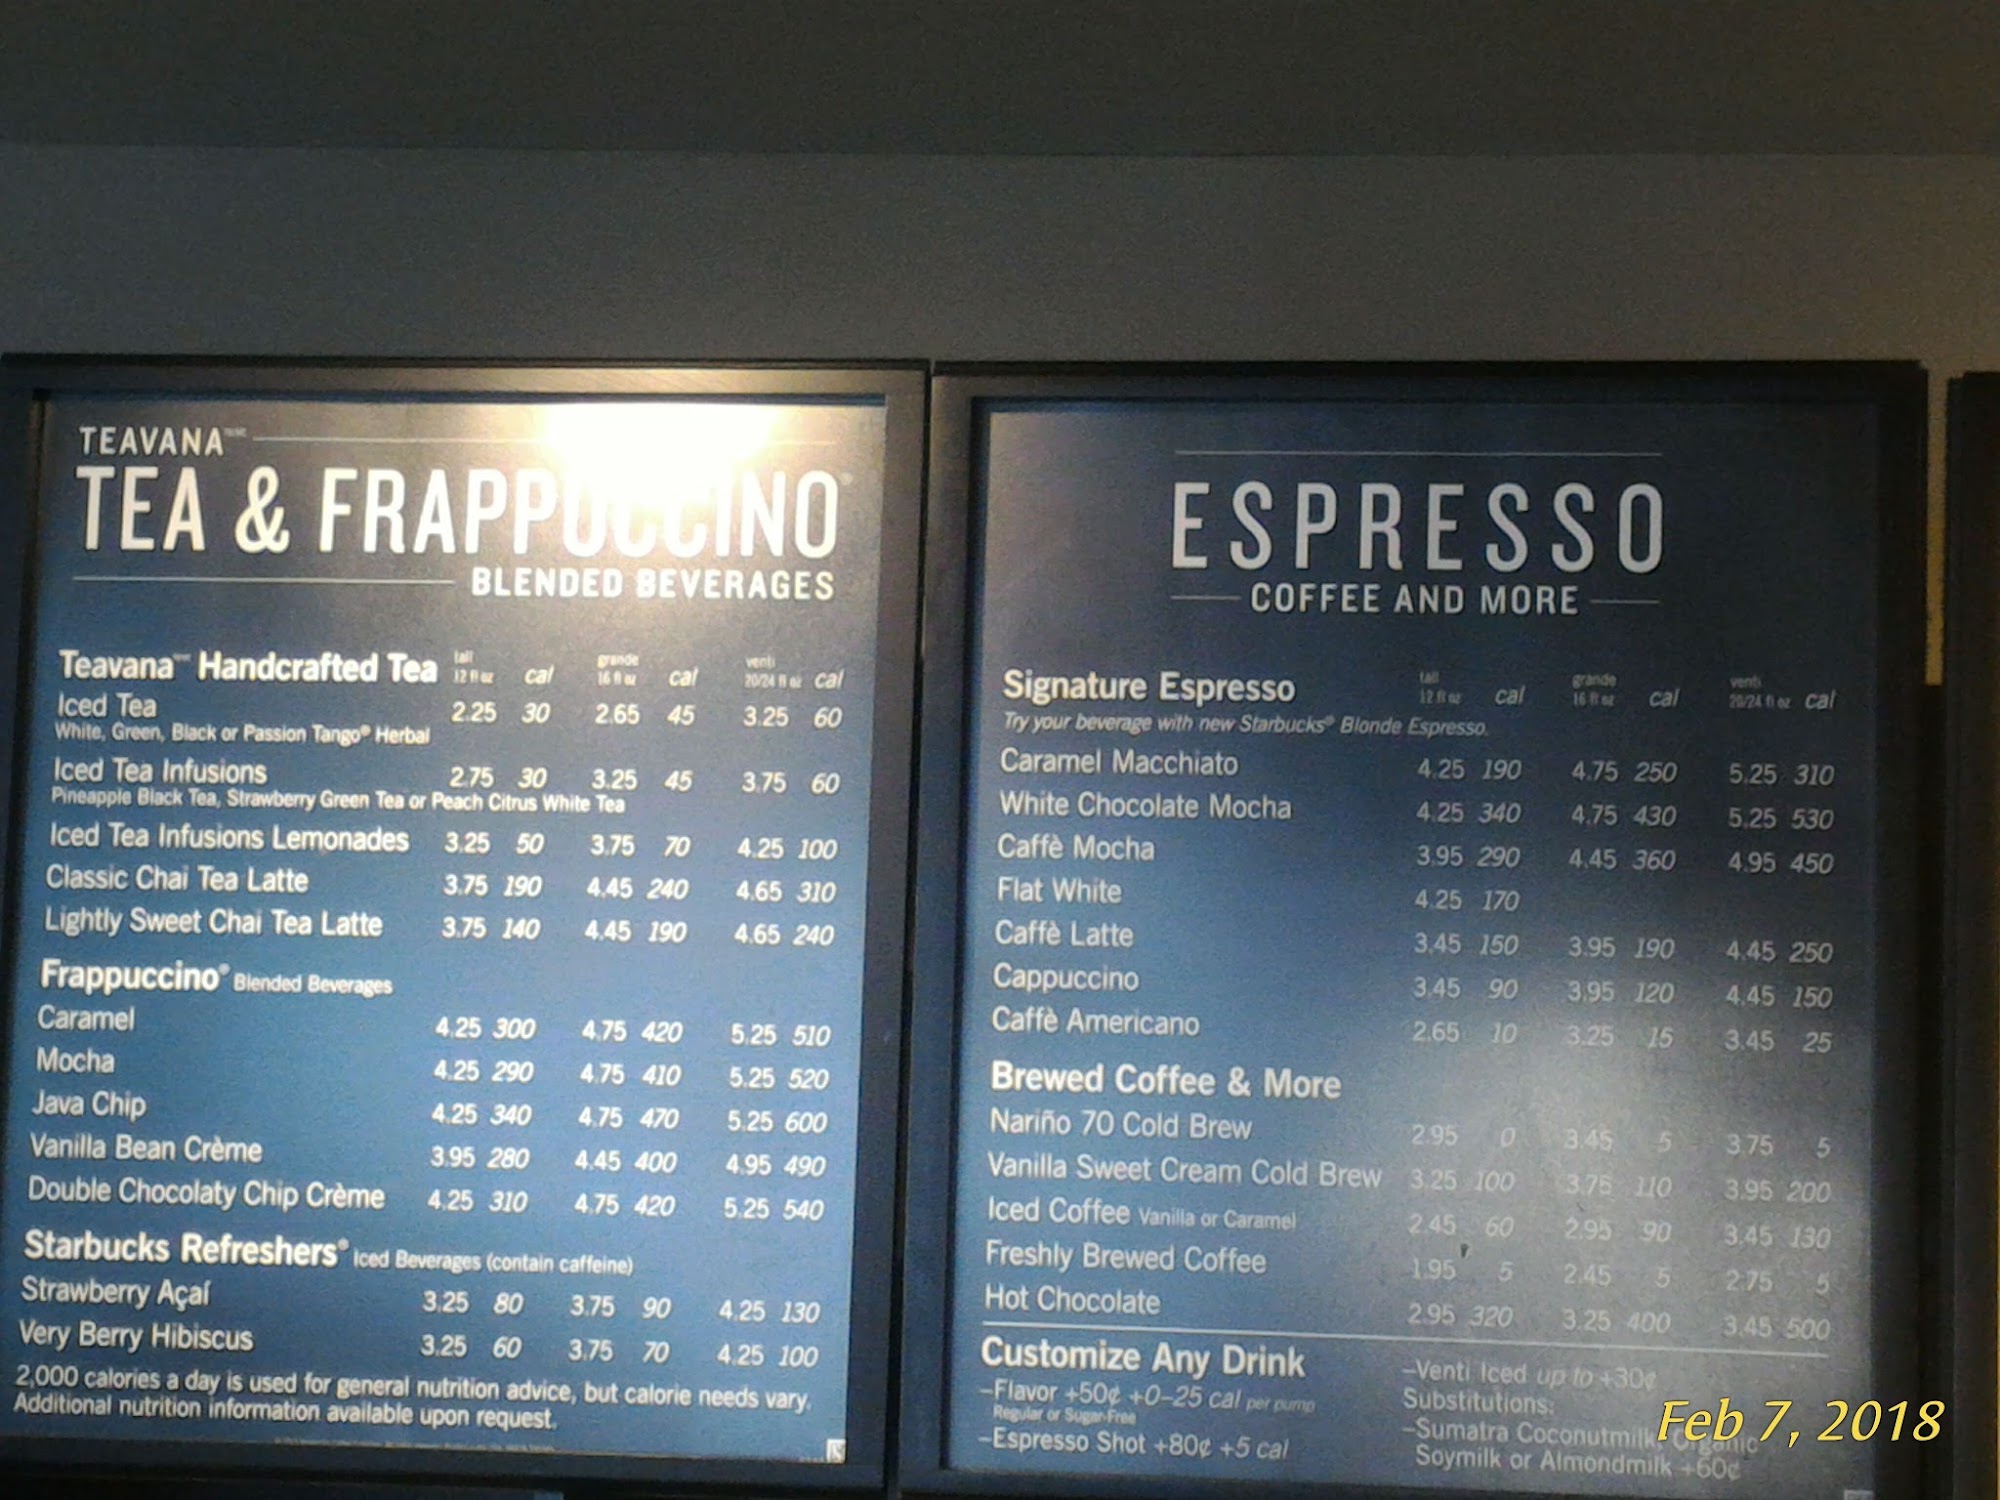 TEAVANA
TEA & FRAPPUCCINO®
BLENDED BEVERAGES
Teavana™ Handcrafted Tea tall 12 fl oz cal grande 16 fl oz cal venti 20/24 fl oz cal
Iced Tea 2.25 30 2.65 45 3.25 60
White, Green, Black or Passion Tango® Herbal
Iced Tea Infusions 2.75 30 3.25 45 3.75 60
Pineapple Black Tea, Strawberry Green Tea or Peach Citrus White Tea
Iced Tea Infusions Lemonades 3.25 50 3.75 70 4.25 100
Classic Chai Tea Latte 3.75 190 4.45 240 4.65 310
Lightly Sweet Chai Tea Latte 3.75 140 4.45 190 4.65 240
Frappuccino® Blended Beverages
Caramel 4.25 300 4.75 420 5.25 510
Mocha 4.25 290 4.75 410 5.25 520
Java Chip 4.25 340 4.75 470 5.25 600
Vanilla Bean Crème 3.95 280 4.45 400 4.95 490
Double Chocolaty Chip Crème 4.25 310 4.75 420 5.25 540
Starbucks Refreshers® Iced Beverages (contain caffeine)
Strawberry Açaí 3.25 80 3.75 90 4.25 130
Very Berry Hibiscus 3.25 60 3.75 70 4.25 100
2,000 calories a day is used for general nutrition advice, but calorie needs vary.
Additional nutrition information available upon request.
ESPRESSO
COFFEE AND MORE
Signature Espresso tall 12 fl oz cal grande 16 fl oz cal venti 20/24 fl oz cal
Try your beverage with new Starbucks® Blonde Espresso.
Caramel Macchiato 4.25 190 4.75 250 5.25 310
White Chocolate Mocha 4.25 340 4.75 430 5.25 530
Caffè Mocha 3.95 290 4.45 360 4.95 450
Flat White 4.25 170
Caffè Latte 3.45 150 3.95 190 4.45 250
Cappuccino 3.45 90 3.95 120 4.45 150
Caffè Americano 2.65 10 3.25 15 3.45 25
Brewed Coffee & More
Nariño 70 Cold Brew 2.95 0 3.45 5 3.75 5
Vanilla Sweet Cream Cold Brew 3.25 100 3.75 110 3.95 200
Iced Coffee Vanilla or Caramel 2.45 60 2.95 90 3.45 130
Freshly Brewed Coffee 1.95 5 2.45 5 2.75 5
Hot Chocolate 2.95 320 3.25 400 3.45 500
Customize Any Drink
–Flavor +50¢ +0–25 cal per pump
Regular or Sugar-Free
–Espresso Shot +80¢ +5 cal
–Venti Iced up to +30¢
Substitutions:
–Sumatra Coconutmilk, Organic
Soymilk or Almondmilk +60¢
Feb 7, 2018